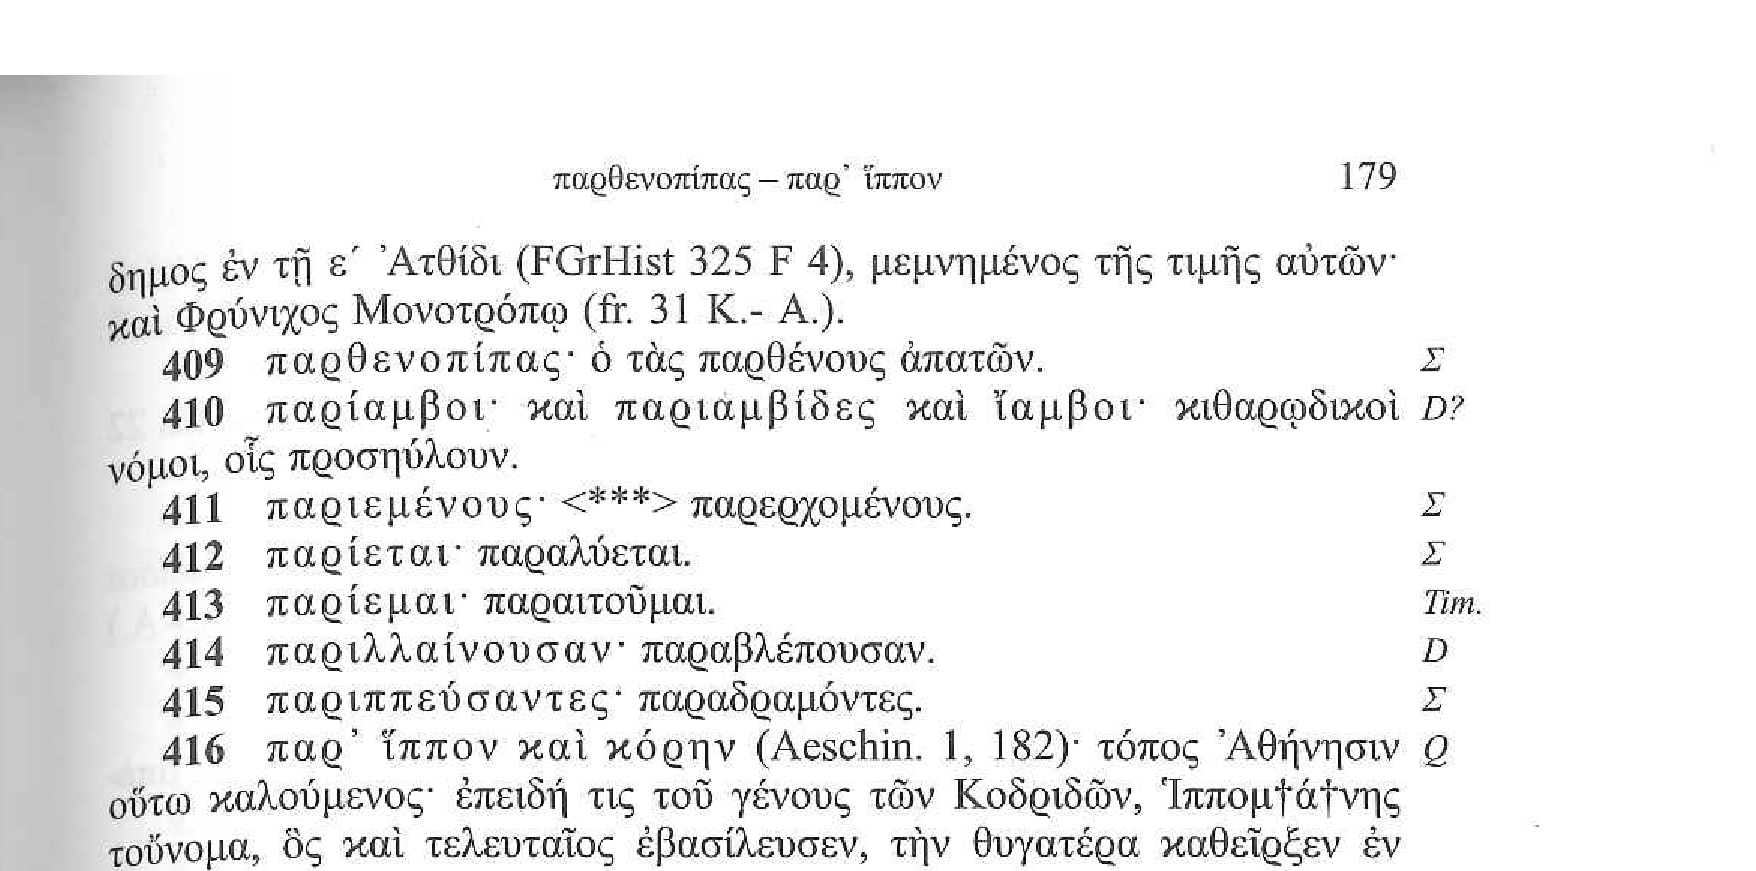 παρθενοπίπας – παρ’ ἵππον 179
δημος ἐν τῇ ε´ Ἀτθίδι (FGrHist 325 F 4), μεμνημένος τῆς τιμῆς αὐτῶν·
καὶ Φρύνιχος Μονοτρόπῳ (fr. 31 K.- A.).
409 παρθενοπίπας· ὁ τὰς παρθένους ἀπατῶν. Σ
410 παρίαμβοι· καὶ παριαμβίδες καὶ ἴαμβοι· κιθαρῳδικοὶ D?
νόμοι, οἷς προσηύλουν.
411 παριεμένους· <***> παρερχομένους. Σ
412 παρίεται· παραλύεται. Σ
413 παρίεμαι· παραιτοῦμαι. Tim.
414 παριλλαίνουσαν· παραβλέπουσαν. D
415 παριππεύσαντες· παραδραμόντες. Σ
416 παρ’ ἵππον καὶ κόρην (Aeschin. 1, 182)· τόπος Ἀθήνησιν Q
οὕτω καλούμενος· ἐπειδή τις τοῦ γένους τῶν Κοδριδῶν, Ἱππομ†ά†νης
τοὔνομα, ὃς καὶ τελευταῖος ἐβασίλευσεν, τὴν θυγατέρα καθεῖρξεν ἐν